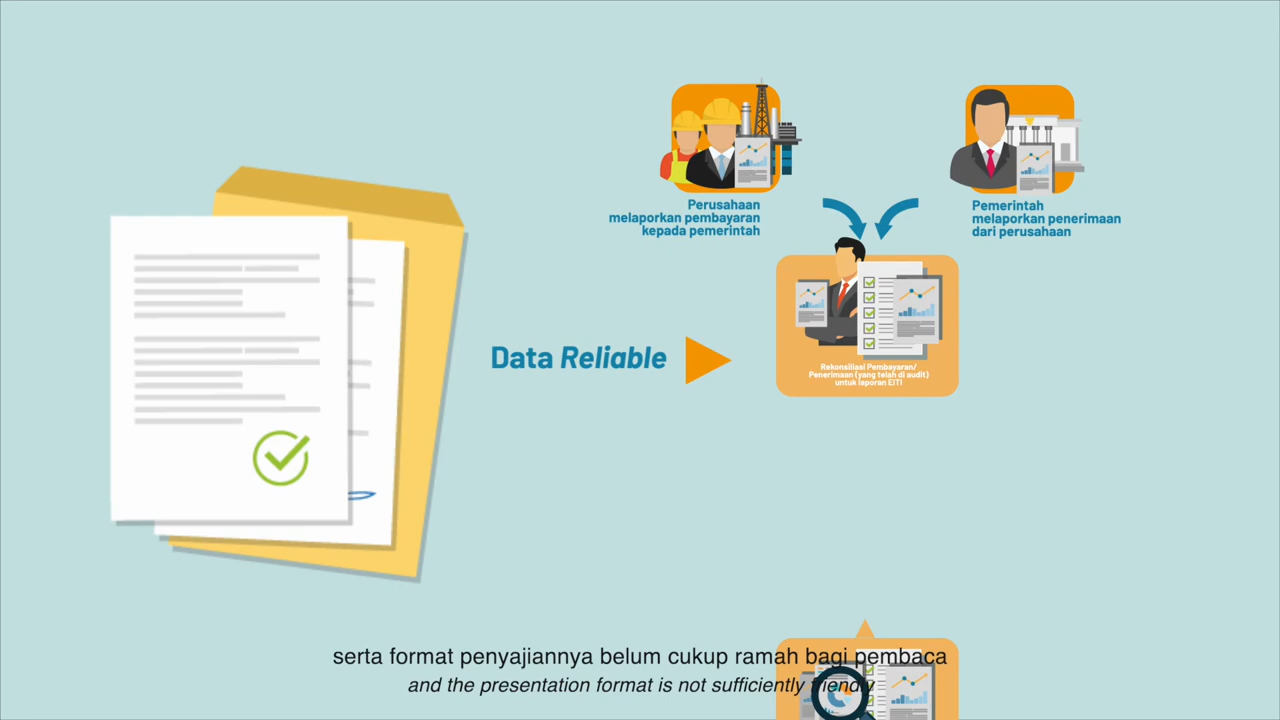 Perusahaan
melaporkan pembayaran
kepada pemerintah
Pemerintah
melaporkan penerimaan
dari perusahaan
Data Reliable
Rekonsiliasi Pembayaran/
Penerimaan (yang telah di audit)
untuk laporan EITI
serta format penyajiannya belum cukup ramah bagi pembaca
and the presentation format is not sufficiently friendly